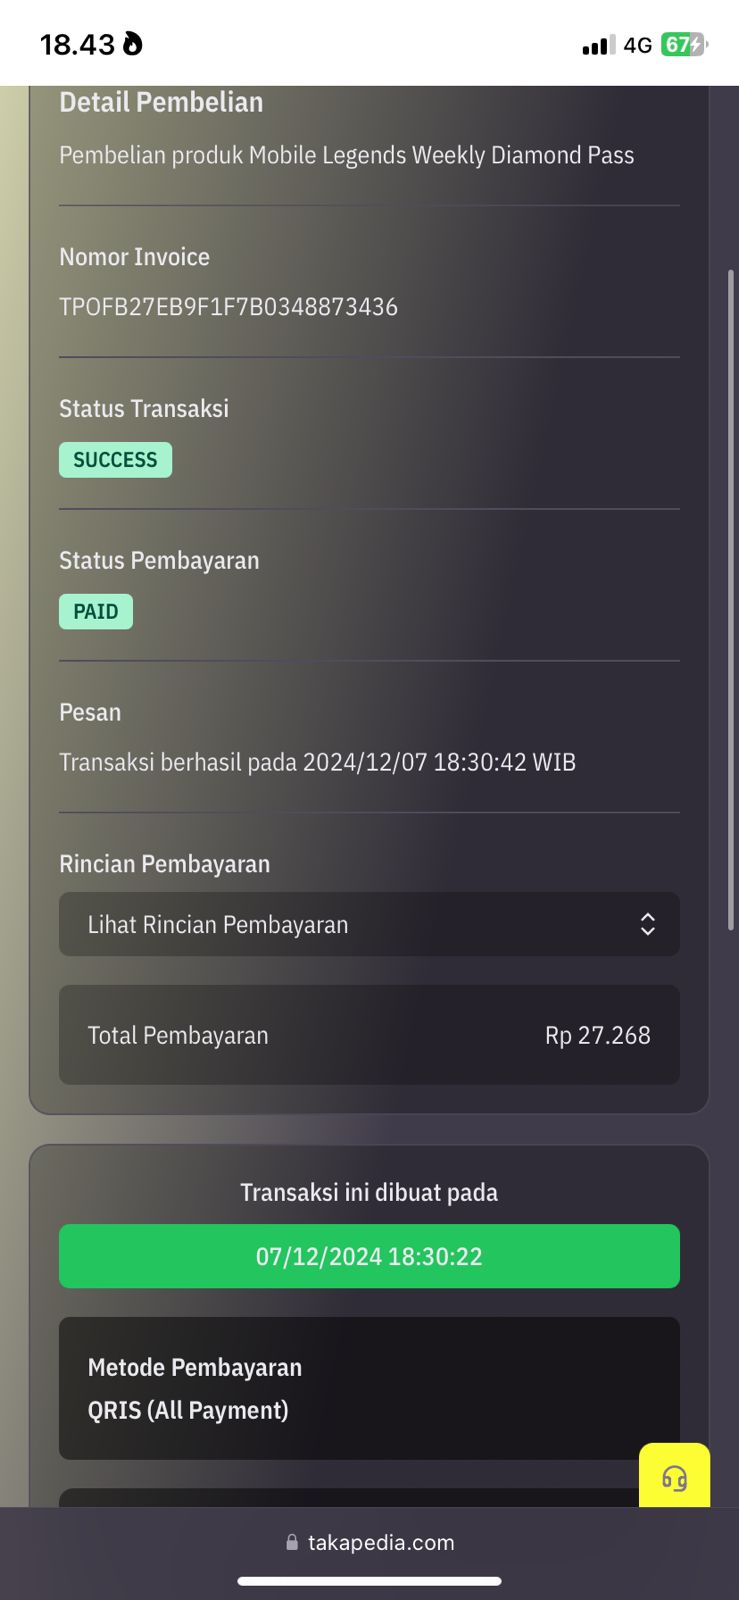 18.43
4G
67
Detail Pembelian
Pembelian produk Mobile Legends Weekly Diamond Pass
Nomor Invoice
TPOFB27EB9F1F7B0348873436
Status Transaksi
SUCCESS
Status Pembayaran
PAID
Pesan
Transaksi berhasil pada 2024/12/07 18:30:42 WIB
Rincian Pembayaran
Lihat Rincian Pembayaran
Total Pembayaran Rp 27.268
Transaksi ini dibuat pada
07/12/2024 18:30:22
Metode Pembayaran
QRIS (All Payment)
takapedia.com